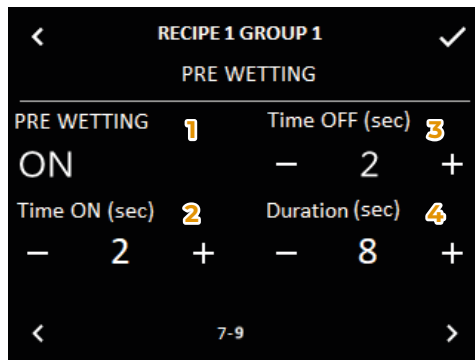 RECIPE 1 GROUP 1
PRE WETTING
PRE WETTING 1
ON
Time OFF (sec) 3
− 2 +
Time ON (sec) 2
− 2 +
Duration (sec) 4
− 8 +
7-9